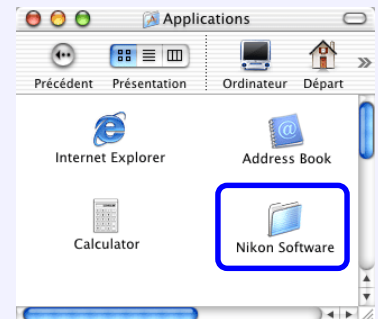 Applications
Précédent Présentation Ordinateur Départ
Internet Explorer Address Book
Calculator Nikon Software